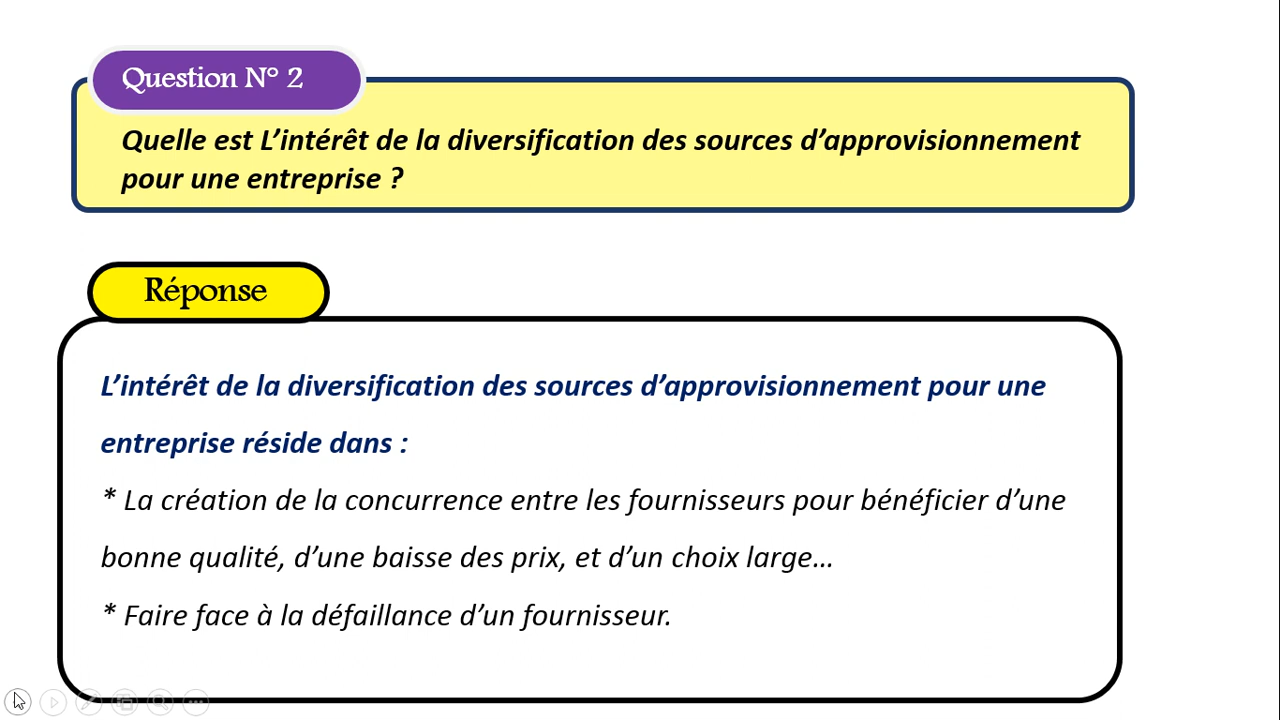 Question N° 2
Quelle est L’intérêt de la diversification des sources d’approvisionnement
pour une entreprise ?
Réponse
L’intérêt de la diversification des sources d’approvisionnement pour une
entreprise réside dans :
* La création de la concurrence entre les fournisseurs pour bénéficier d’une
bonne qualité, d’une baisse des prix, et d’un choix large…
* Faire face à la défaillance d’un fournisseur.